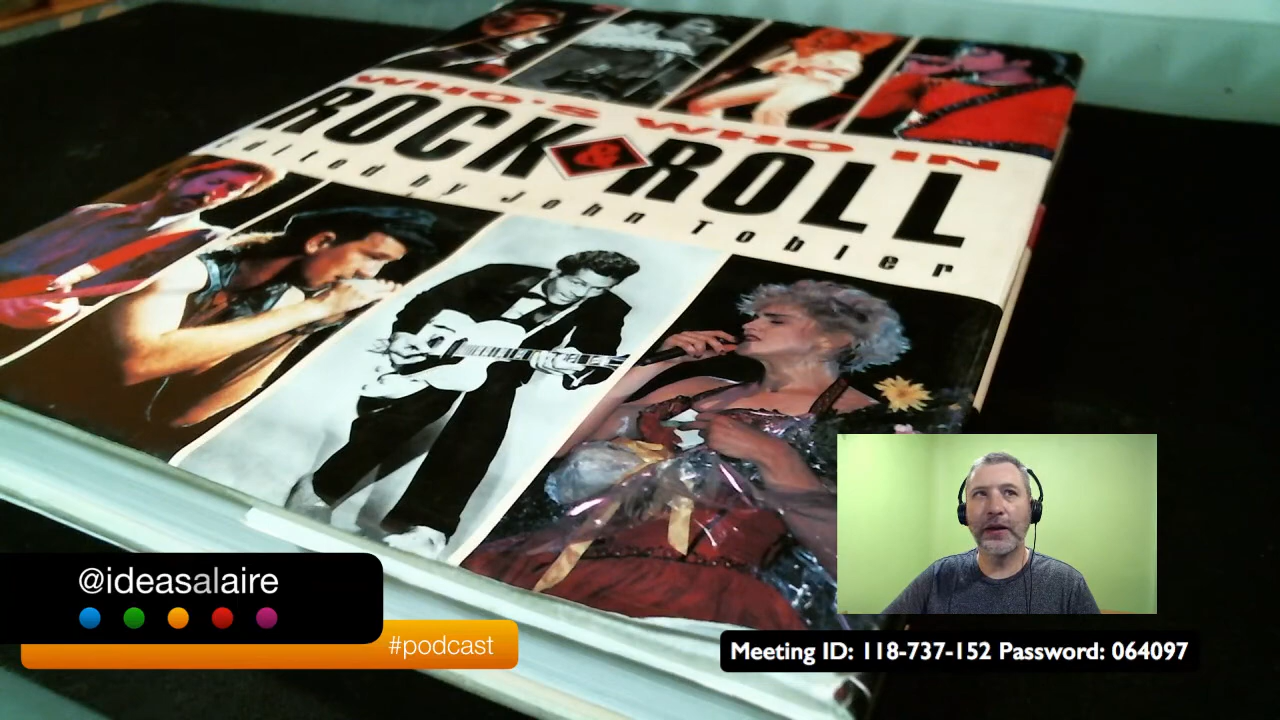 WHO'S WHO IN
ROCK & ROLL
Edited by John Tobler
@ideasalaire
#podcast
Meeting ID: 118-737-152 Password: 064097